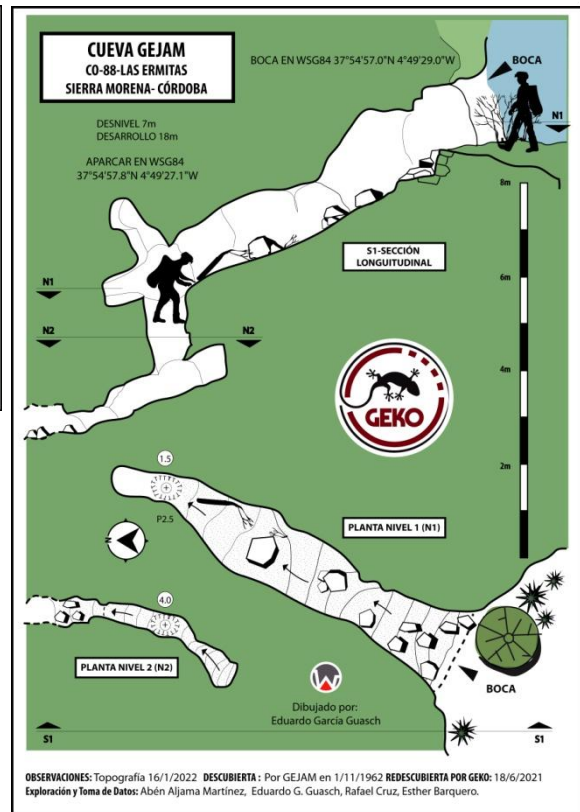 CUEVA GEJAM
CO-88-LAS ERMITAS
SIERRA MORENA- CÓRDOBA
BOCA EN WSG84 37°54'57.0"N 4°49'29.0"W
BOCA
DESNIVEL 7m
DESARROLLO 18m
APARCAR EN WSG84
37°54'57.8"N 4°49'27.1"W
N1
8m
S1-SECCIÓN
LONGUITUDINAL
N1
6m
N2
N2
4m
GEKO
2m
1.5
P2.5
PLANTA NIVEL 1 (N1)
N
4.0
PLANTA NIVEL 2 (N2)
BOCA
Dibujado por:
Eduardo García Guasch
S1
S1
OBSERVACIONES: Topografía 16/1/2022 DESCUBIERTA : Por GEJAM en 1/11/1962 REDESCUBIERTA POR GEKO: 18/6/2021
Exploración y Toma de Datos: Abén Aljama Martínez, Eduardo G. Guasch, Rafael Cruz, Esther Barquero.